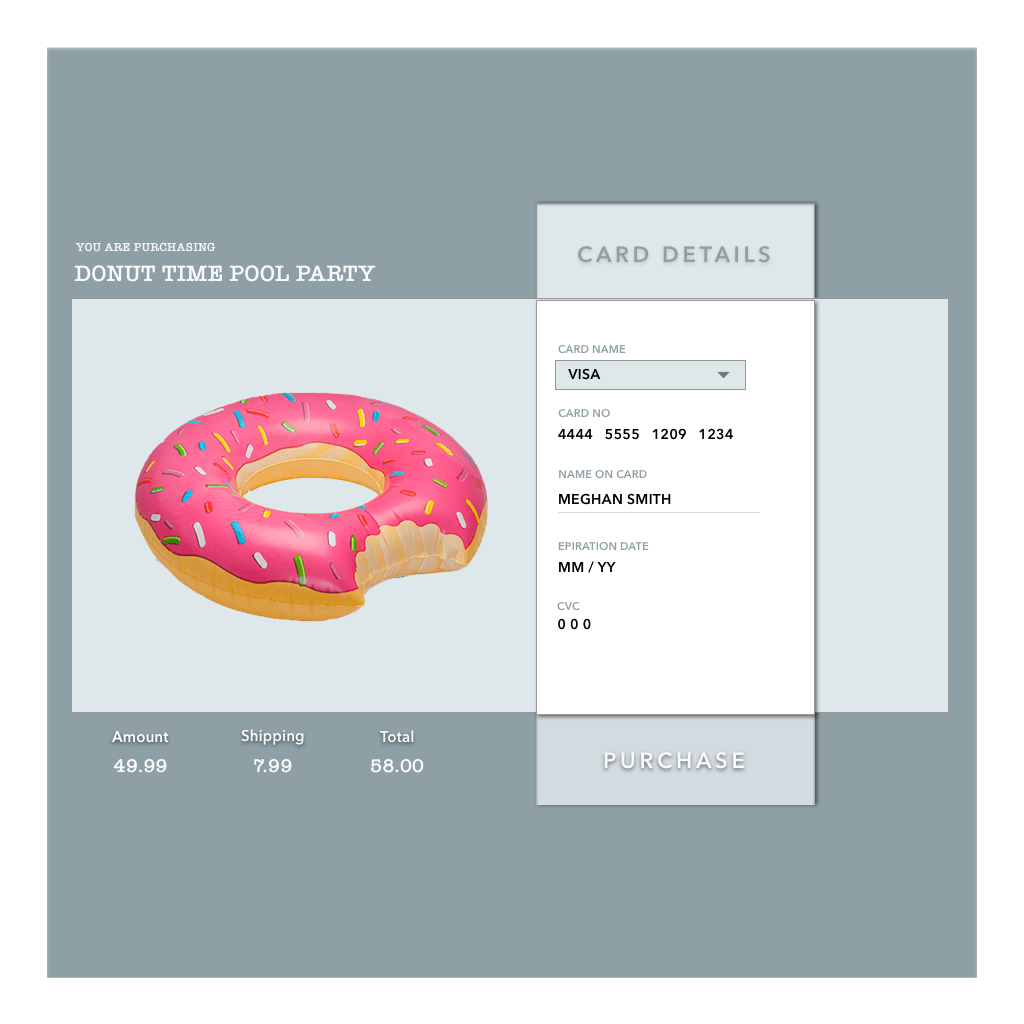 YOU ARE PURCHASING
DONUT TIME POOL PARTY
CARD DETAILS
CARD NAME
VISA
CARD NO
4444 5555 1209 1234
NAME ON CARD
MEGHAN SMITH
EPIRATION DATE
MM / YY
CVC
0 0 0
Amount Shipping Total
49.99 7.99 58.00
PURCHASE